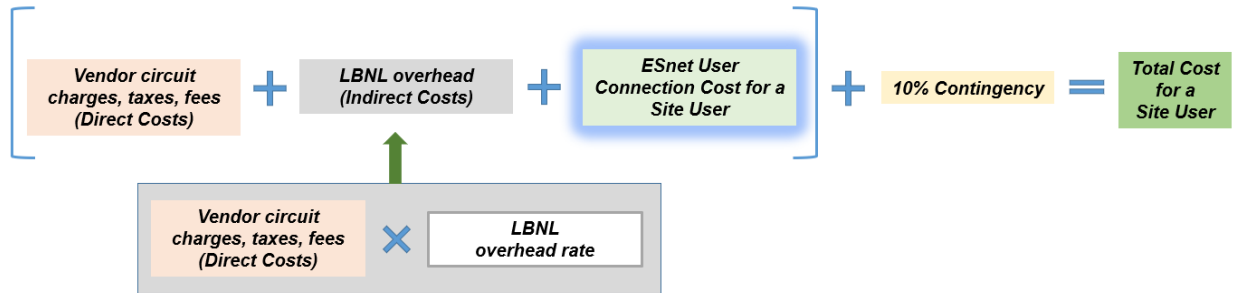 Vendor circuit
charges, taxes, fees
(Direct Costs)
+
LBNL overhead
(Indirect Costs)
+
ESnet User
Connection Cost for a
Site User
+
10% Contingency
=
Total Cost
for a
Site User
Vendor circuit
charges, taxes, fees
(Direct Costs)
×
LBNL
overhead rate